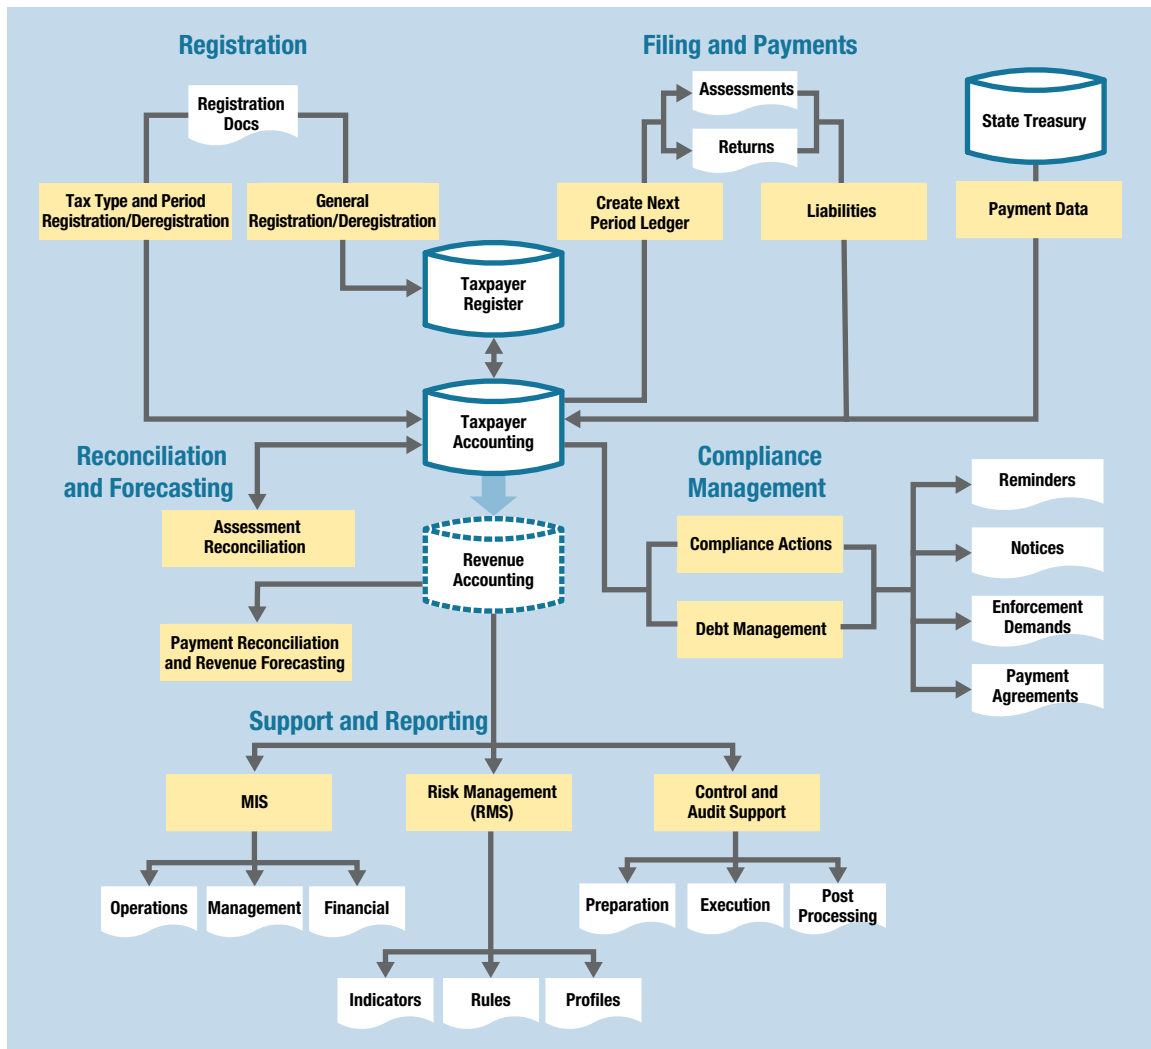 Registration
Filing and Payments
Registration
Docs
Assessments
Returns
State Treasury
Tax Type and Period
Registration/Deregistration
General
Registration/Deregistration
Create Next
Period Ledger
Liabilities
Payment Data
Taxpayer
Register
Taxpayer
Accounting
Reconciliation
and Forecasting
Compliance
Management
Assessment
Reconciliation
Revenue
Accounting
Payment Reconciliation
and Revenue Forecasting
Compliance Actions
Debt Management
Reminders
Notices
Enforcement
Demands
Payment
Agreements
Support and Reporting
MIS
Risk Management
(RMS)
Control and
Audit Support
Operations
Management
Financial
Preparation
Execution
Post
Processing
Indicators
Rules
Profiles